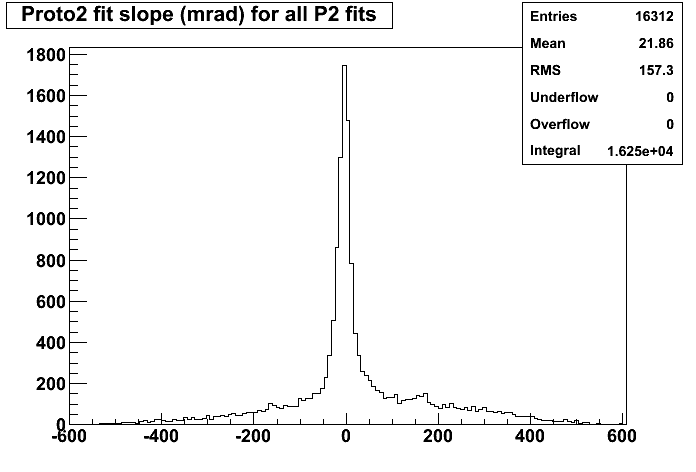 Proto2 fit slope (mrad) for all P2 fits
Entries 16312
Mean 21.86
RMS 157.3
Underflow 0
Overflow 0
Integral 1.625e+04
1800
1600
1400
1200
1000
800
600
400
200
0
-600 -400 -200 0 200 400 600